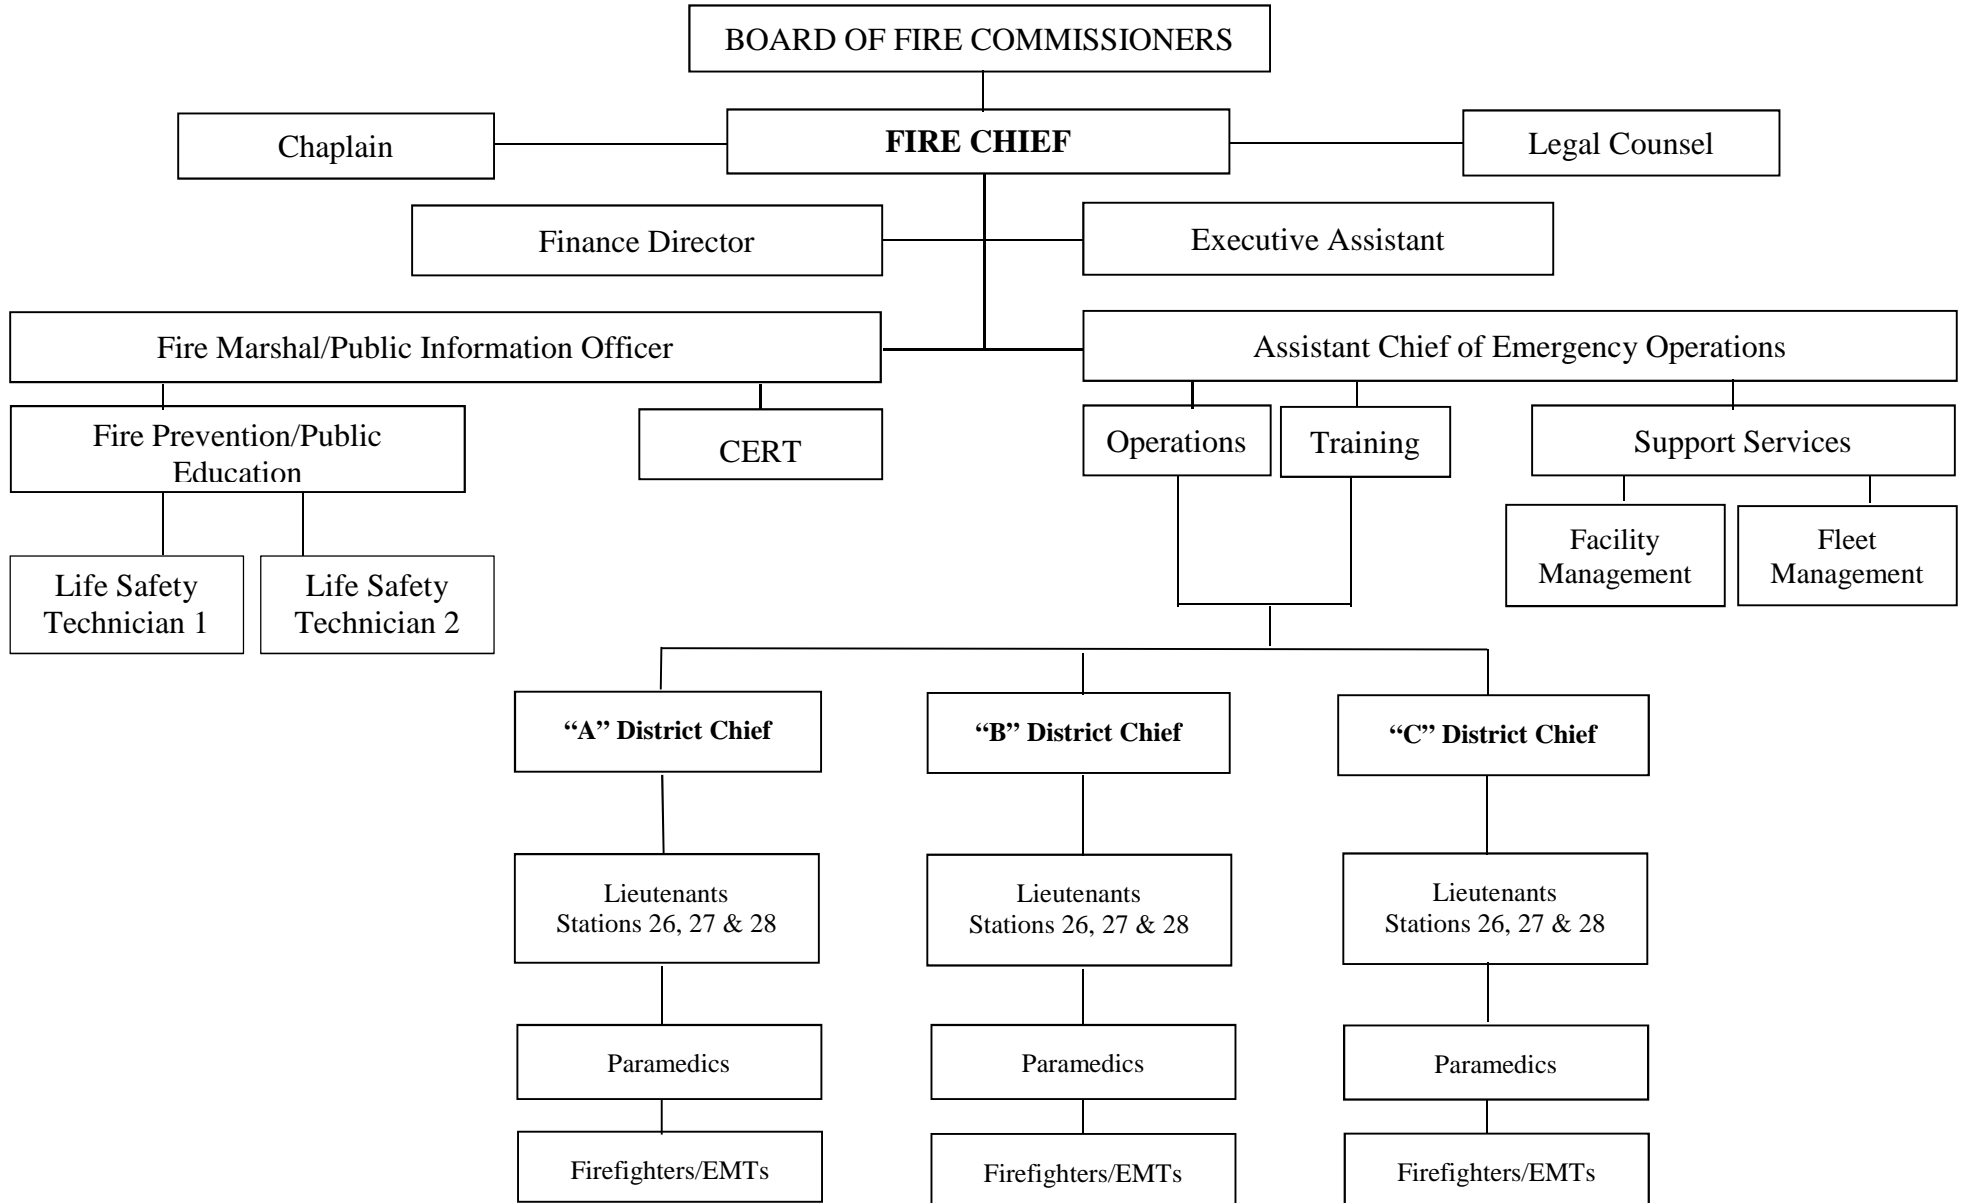 BOARD OF FIRE COMMISSIONERS
Chaplain
FIRE CHIEF
Legal Counsel
Finance Director
Executive Assistant
Fire Marshal/Public Information Officer
Assistant Chief of Emergency Operations
Fire Prevention/Public
Education
CERT
Operations
Training
Support Services
Facility
Management
Fleet
Management
Life Safety
Technician 1
Life Safety
Technician 2
“A” District Chief
“B” District Chief
“C” District Chief
Lieutenants
Stations 26, 27 & 28
Lieutenants
Stations 26, 27 & 28
Lieutenants
Stations 26, 27 & 28
Paramedics
Paramedics
Paramedics
Firefighters/EMTs
Firefighters/EMTs
Firefighters/EMTs